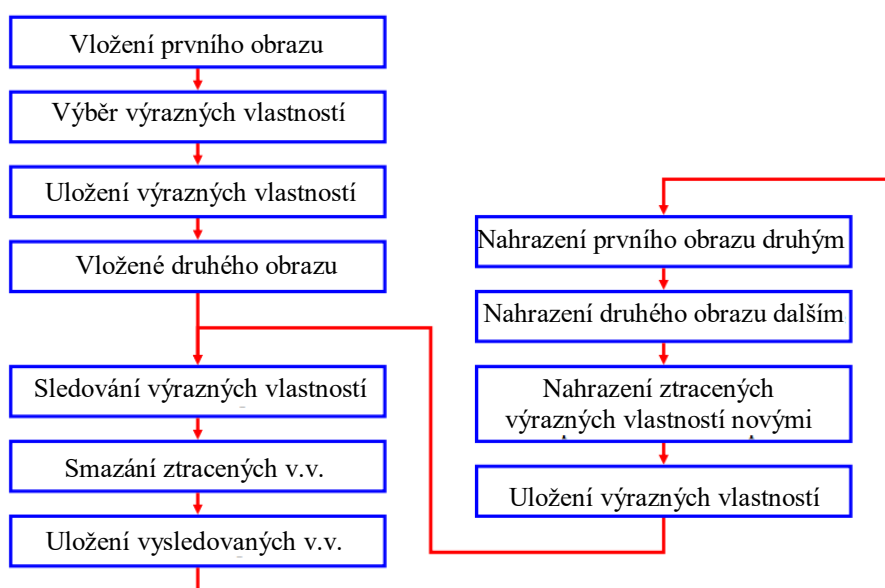 Vložení prvního obrazu
Výběr výrazných vlastností
Uložení výrazných vlastností
Vložené druhého obrazu
Sledování výrazných vlastností
Smazání ztracených v.v.
Uložení vysledovaných v.v.
Nahrazení prvního obrazu druhým
Nahrazení druhého obrazu dalším
Nahrazení ztracených
výrazných vlastností novými
Uložení výrazných vlastností